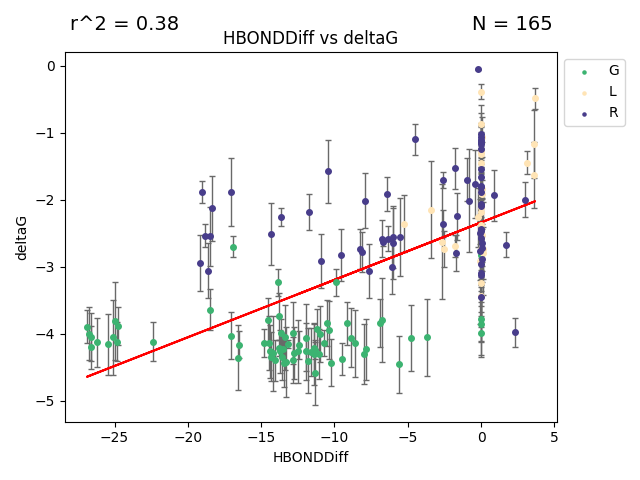 r^2 = 0.38
N = 165
HBONDDiff vs deltaG
G
L
R
0
−1
−2
−3
−4
−5
deltaG
−25
−20
−15
−10
−5
0
5
HBONDDiff